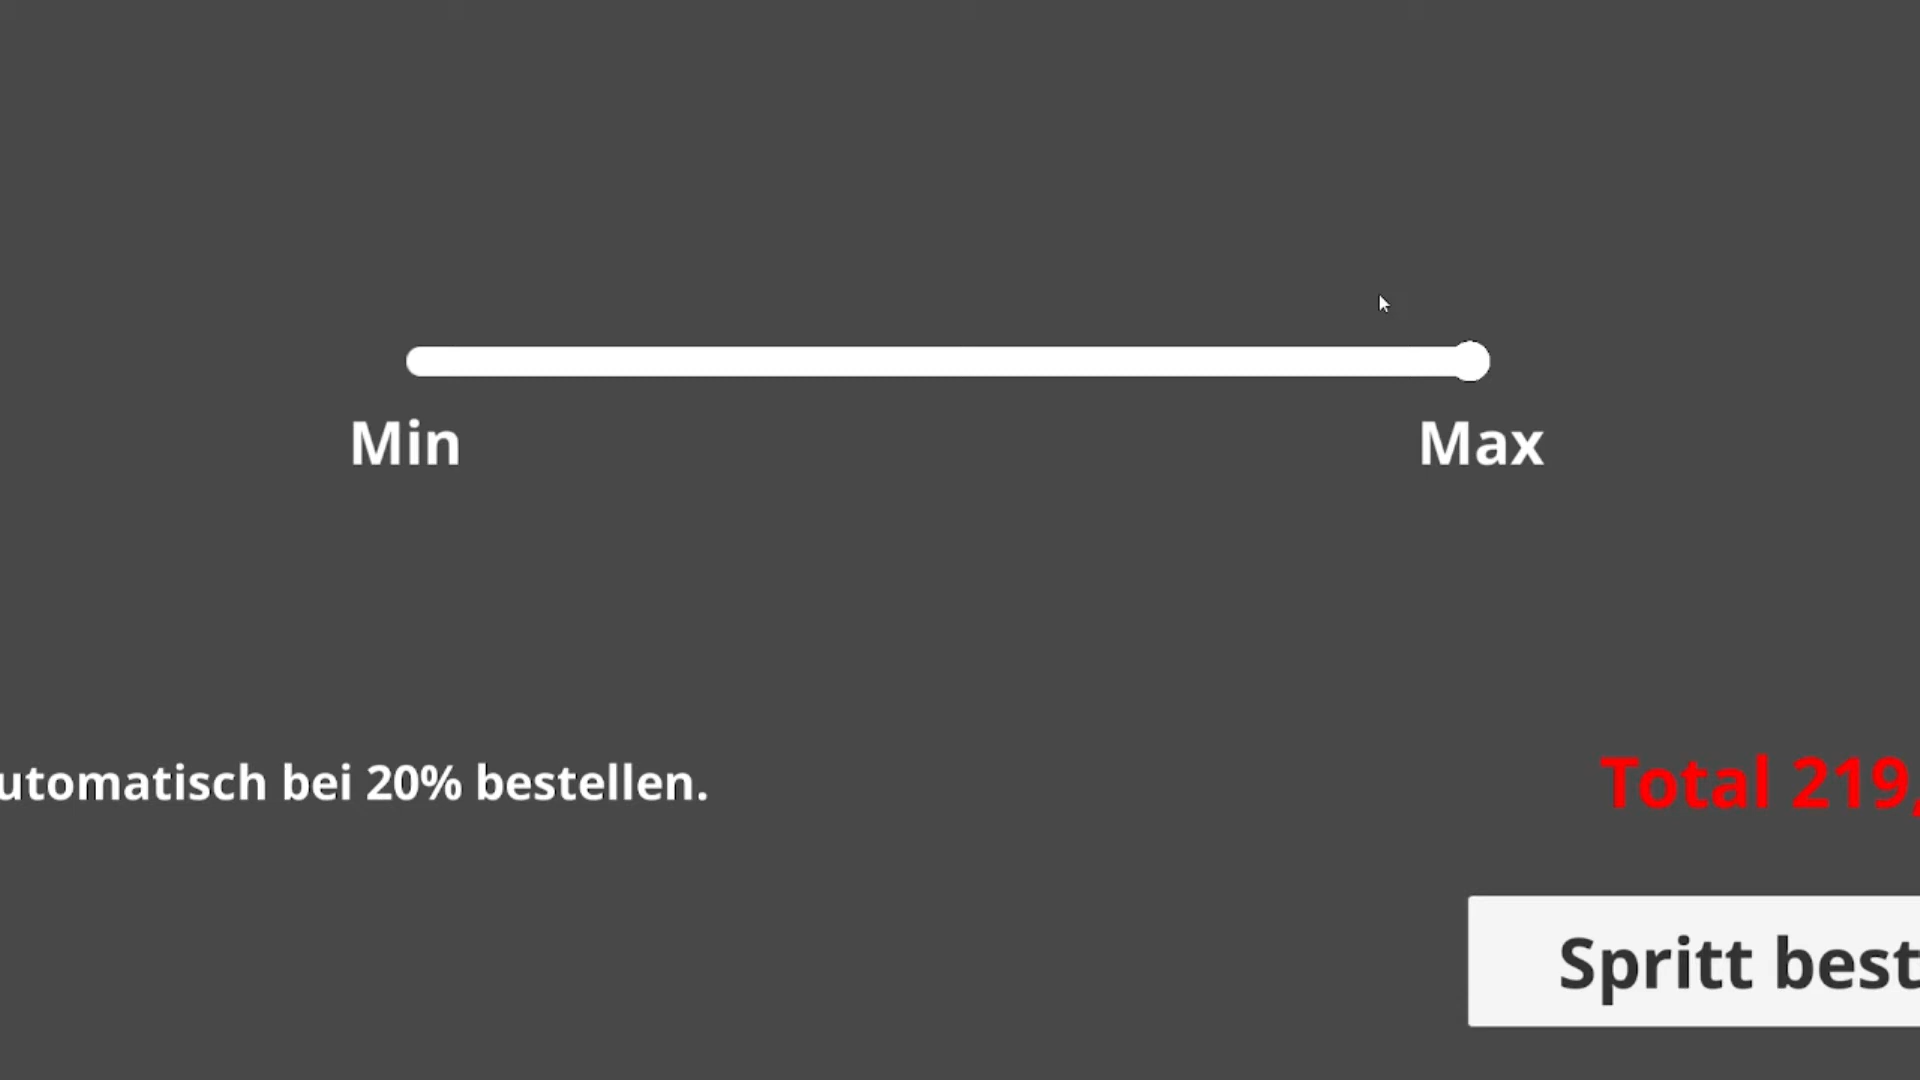 Min Max
utomatisch bei 20% bestellen.
Total 219,
Spritt best